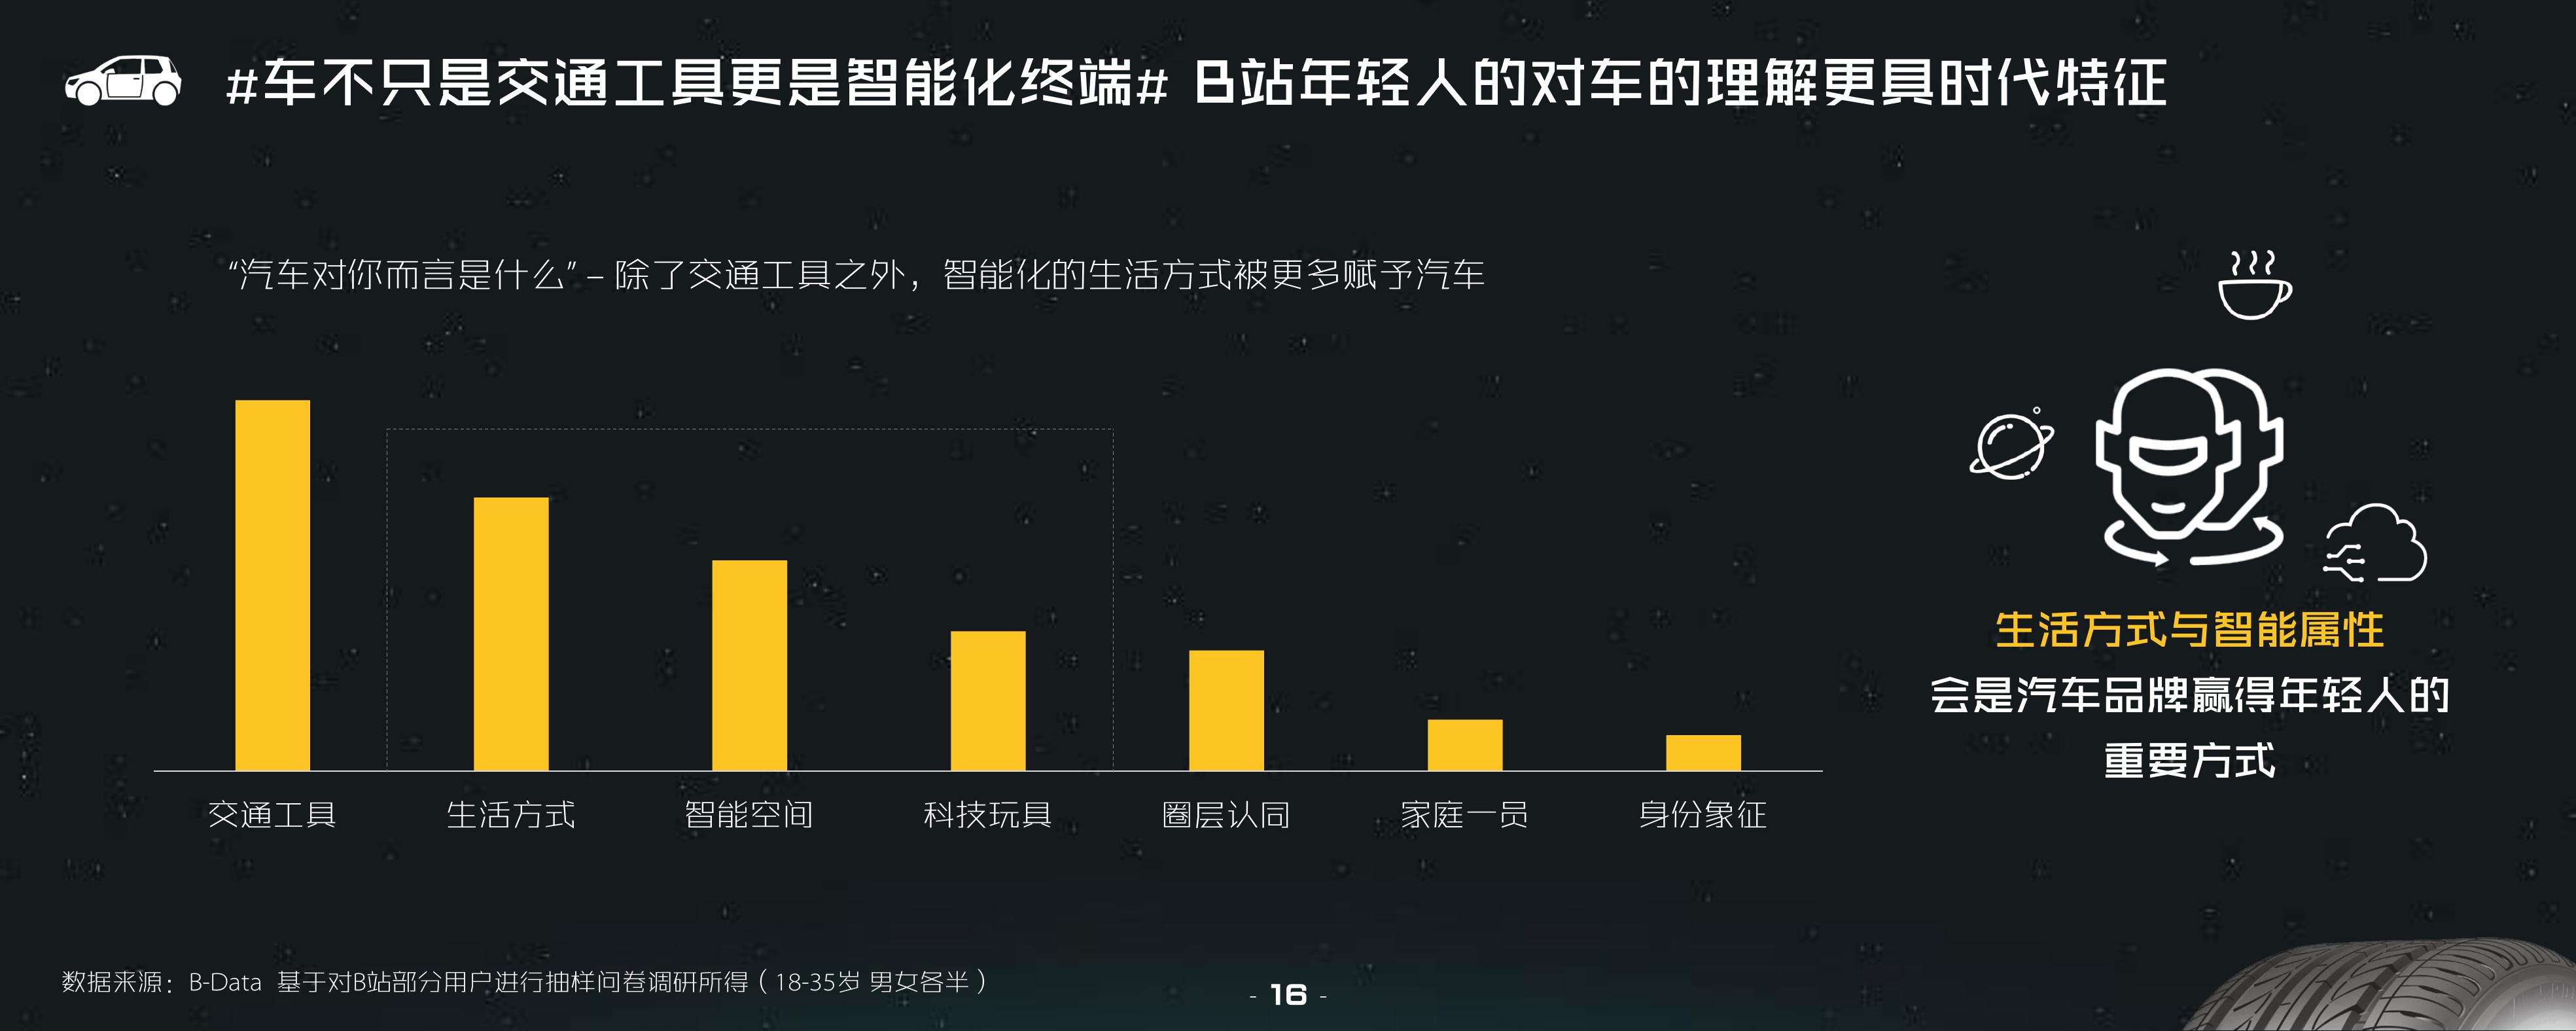 #车不只是交通工具更是智能化终端# B站年轻人的对车的理解更具时代特征
“汽车对你而言是什么” – 除了交通工具之外，智能化的生活方式被更多赋予汽车
交通工具
生活方式
智能空间
科技玩具
圈层认同
家庭一员
身份象征
生活方式与智能属性
会是汽车品牌赢得年轻人的
重要方式
数据来源：B-Data 基于对B站部分用户进行抽样问卷调研所得（18-35岁 男女各半）
- 16 -